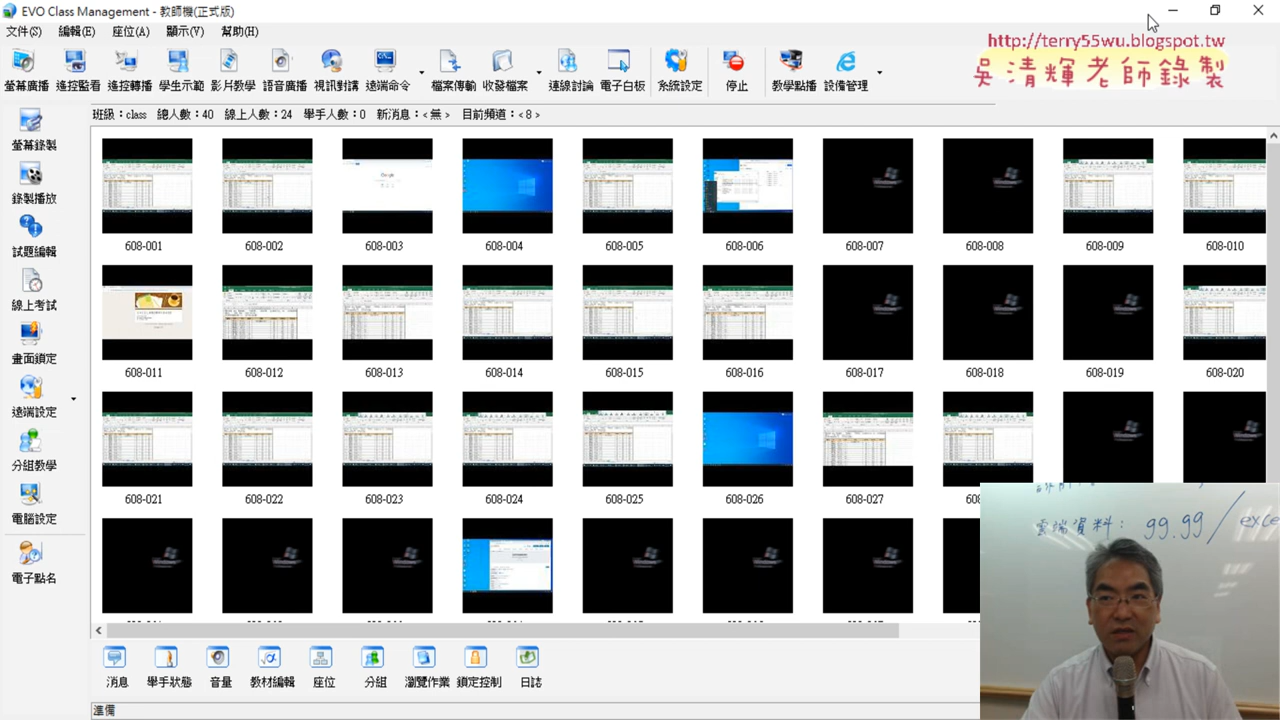 EVO Class Management - 教師機(正式版)
文件(S) 編輯(E) 座位(A) 顯示(V) 幫助(H)
http://terry55wu.blogspot.tw
吳清輝老師錄製
螢幕廣播 遙控監看 遙控轉播 學生示範 影片教學 語音廣播 視訊對講 遠端命令 檔案傳輸 收發檔案 連線討論 電子白板 系統設定 停止 教學點播 設備管理
班級：class 總人數：40 線上人數：24 舉手人數：0 新消息：<無> 目前頻道：<8>
螢幕錄製
錄製播放
試題編輯
線上考試
畫面鎖定
遠端設定
分組教學
電腦設定
電子點名
608-001 608-002 608-003 608-004 608-005 608-006 608-007 608-008 608-009 608-010
608-011 608-012 608-013 608-014 608-015 608-016 608-017 608-018 608-019 608-020
608-021 608-022 608-023 608-024 608-025 608-026 608-027
雲端資料： 99.99 / exce
消息 舉手狀態 音量 教材編輯 座位 分組 瀏覽作業 鎖定控制 日誌
準備